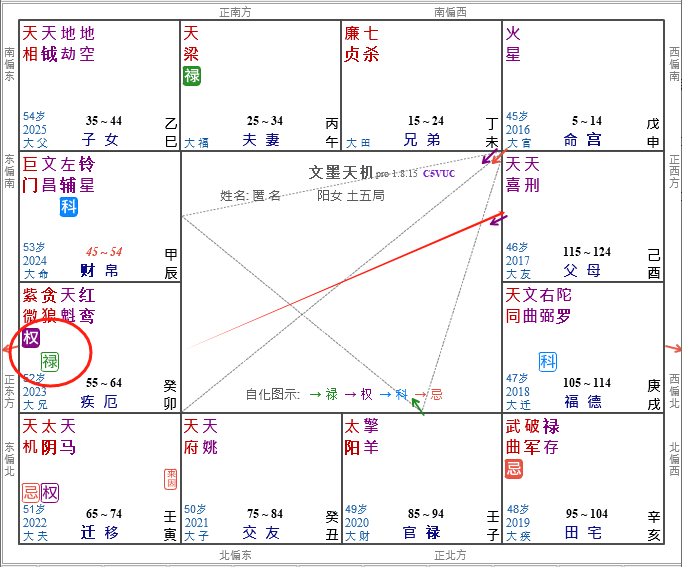 正南方
南偏西
南偏东
天天地地
相钺劫空
54岁
2025
大父
35～44
子女
乙
巳
天
梁
禄
大福
25～34
夫妻
丙
午
廉七
贞杀
大田
15～24
兄弟
丁
未
火
星
45岁
2016
大官
5～14
命宫
戊
申
西偏南
东偏南
巨文左铃
门昌辅星
科
53岁
2024
大命
45～54
财帛
甲
辰
文墨天机 pro 1.8.15 C5VUC
姓名: 匿名 阳女 土五局
天天
喜刑
46岁
2017
大友
115～124
父母
己
酉
正西方
紫贪天红
微狼魁鸾
权
禄
52岁
2023
大兄
55～64
疾厄
癸
卯
正东方
自化图示: →禄 →权 →科 →忌
天文右陀
同曲弼罗
科
47岁
2018
大迁
105～114
福德
庚
戌
西偏北
东偏北
天太天
机阴马
忌
权
来因
51岁
2022
大夫
65～74
迁移
壬
寅
天天
府姚
50岁
2021
大子
75～84
交友
癸
丑
太擎
阳羊
49岁
2020
大财
85～94
官禄
壬
子
武破禄
曲军存
忌
48岁
2019
大疾
95～104
田宅
辛
亥
北偏西
北偏东
正北方